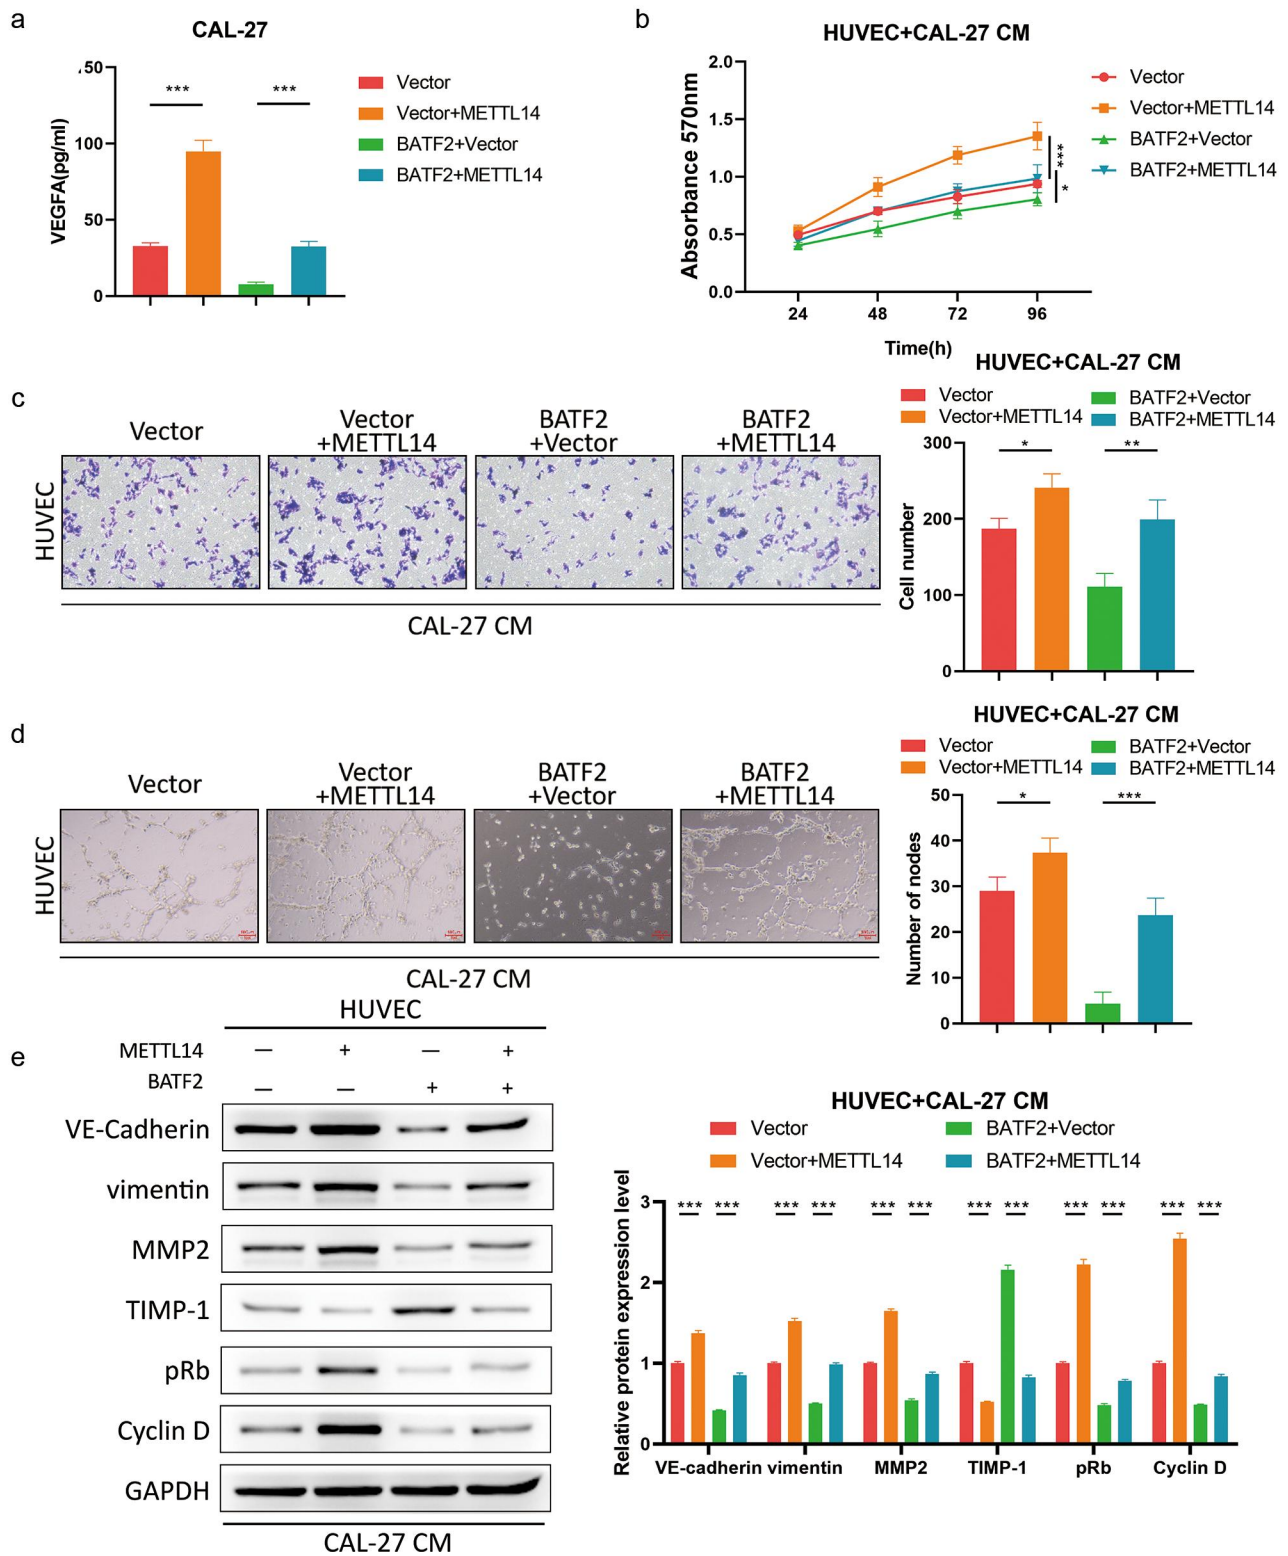 a
CAL-27
VEGFA(pg/ml)
50
100
50
0
***
***
Vector
Vector+METTL14
BATF2+Vector
BATF2+METTL14
b
HUVEC+CAL-27 CM
Absorbance 570nm
2.0
1.5
1.0
0.5
0.0
24 48 72 96
Time(h)
***
*
Vector
Vector+METTL14
BATF2+Vector
BATF2+METTL14
c
Vector
Vector
+METTL14
BATF2
+Vector
BATF2
+METTL14
HUVEC
CAL-27 CM
HUVEC+CAL-27 CM
Vector
BATF2+Vector
Vector+METTL14
BATF2+METTL14
Cell number
300
200
100
0
*
**
d
Vector
Vector
+METTL14
BATF2
+Vector
BATF2
+METTL14
HUVEC
CAL-27 CM
HUVEC+CAL-27 CM
Vector
BATF2+Vector
Vector+METTL14
BATF2+METTL14
Number of nodes
50
40
30
20
10
0
*
***
e
HUVEC
METTL14 — + — +
BATF2 — — + +
VE-Cadherin
vimentin
MMP2
TIMP-1
pRb
Cyclin D
GAPDH
CAL-27 CM
HUVEC+CAL-27 CM
Vector
BATF2+Vector
Vector+METTL14
BATF2+METTL14
Relative protein expression level
3
2
1
0
*** *** *** *** *** *** *** *** *** *** *** ***
VE-cadherin vimentin MMP2 TIMP-1 pRb Cyclin D